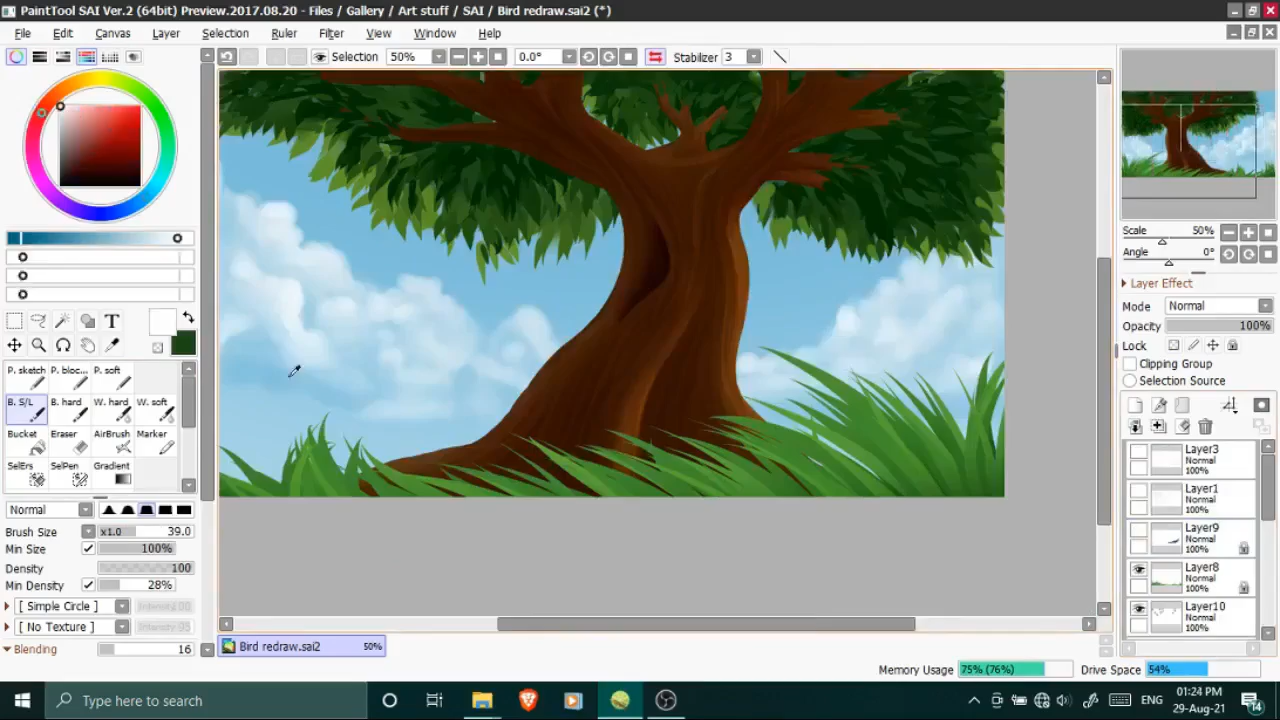 PaintTool SAI Ver.2 (64bit) Preview.2017.08.20 - Files / Gallery / Art stuff / SAI / Bird redraw.sai2 (*)
File Edit Canvas Layer Selection Ruler Filter View Window Help
Selection 50% 0.0° Stabilizer 3
Scale 50%
Angle 0°
Layer Effect
Mode Normal
Opacity 100%
Lock
Clipping Group
Selection Source
T
P. sketch P. bloc... P. soft
B. S/L B. hard W. hard W. soft
Bucket Eraser AirBrush Marker
SelErs SelPen Gradient
Normal
Brush Size x1.0 39.0
Min Size 100%
Density 100
Min Density 28%
[ Simple Circle ]
[ No Texture ]
Blending 16
Layer3
Normal
100%
Layer1
Normal
100%
Layer9
Normal
100%
Layer8
Normal
100%
Layer10
Normal
100%
Bird redraw.sai2 50%
Memory Usage 75% (76%) Drive Space 54%
Type here to search
ENG
01:24 PM
29-Aug-21
14